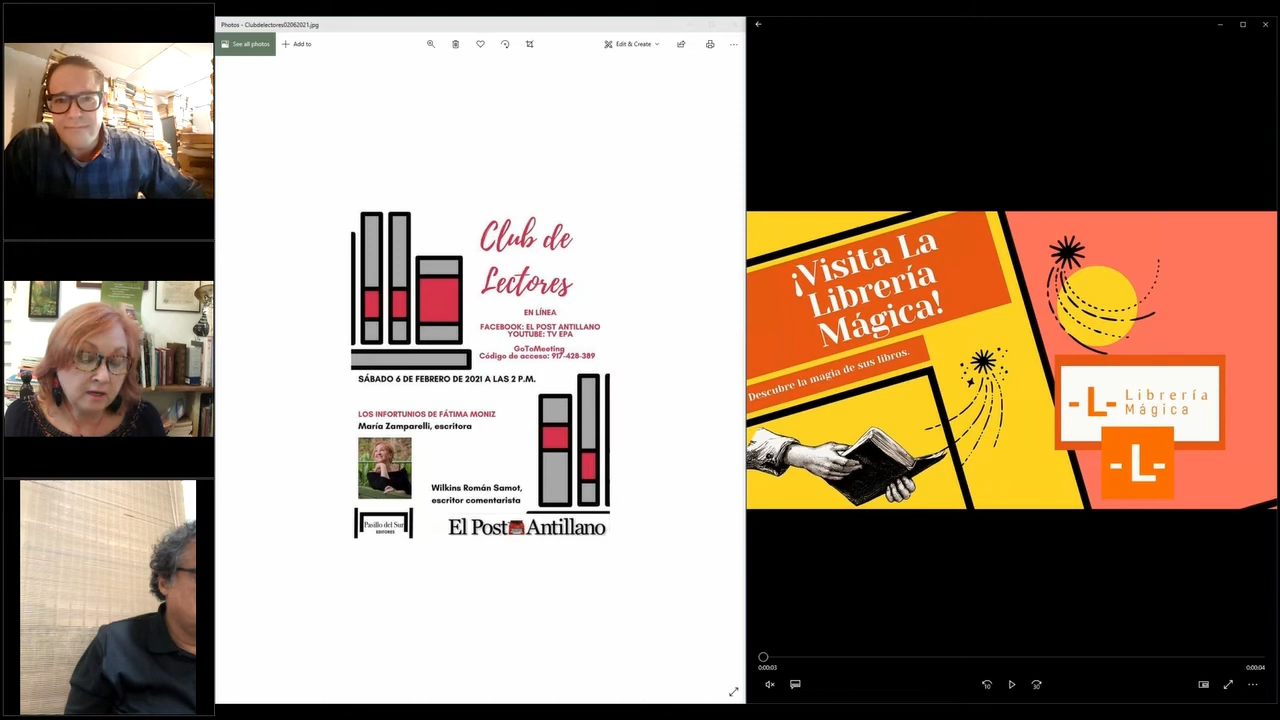 Photos - Clubdelectores02062021.jpg
See all photos
Add to
Edit & Create
Club de
Lectores
EN LÍNEA
FACEBOOK: EL POST ANTILLANO
YOUTUBE: TV EPA
GoToMeeting
Código de acceso: 917-428-389
SÁBADO 6 DE FEBRERO DE 2021 A LAS 2 P.M.
LOS INFORTUNIOS DE FÁTIMA MONIZ
María Zamparelli, escritora
Wilkins Román Samot,
escritor comentarista
Pasillo del Sur
EDITORES
El Post Antillano
¡Visita La
Librería
Mágica!
Descubre la magia de sus libros.
-L- Librería
Mágica
-L-
0:00:03
0:00:04
10
30